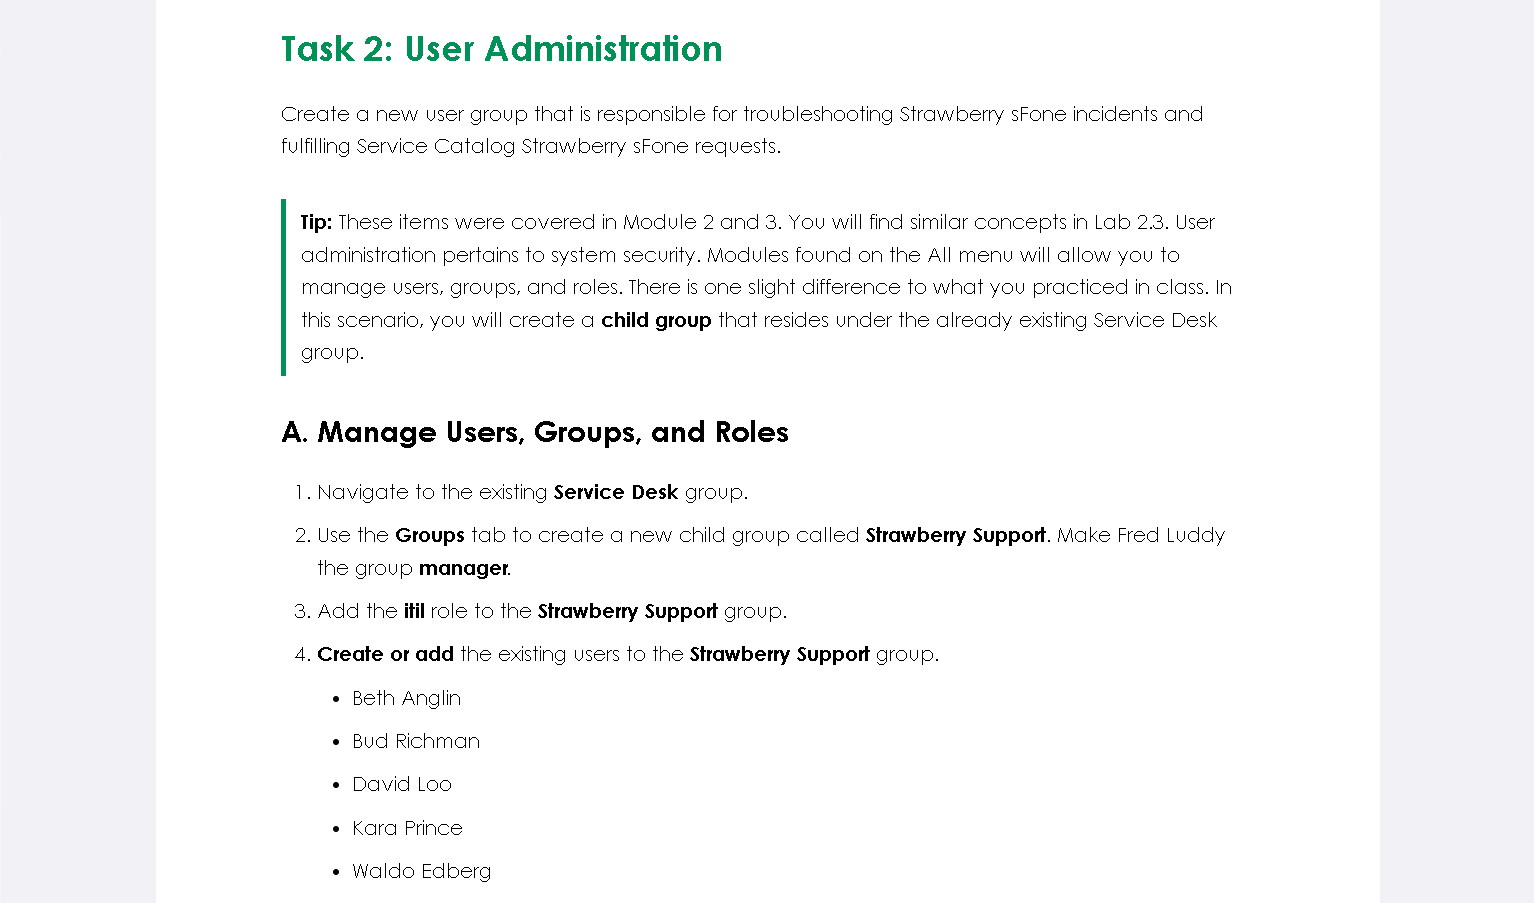 Task 2: User Administration
Create a new user group that is responsible for troubleshooting Strawberry sFone incidents and
fulfilling Service Catalog Strawberry sFone requests.
Tip: These items were covered in Module 2 and 3. You will find similar concepts in Lab 2.3. User
administration pertains to system security. Modules found on the All menu will allow you to
manage users, groups, and roles. There is one slight difference to what you practiced in class. In
this scenario, you will create a child group that resides under the already existing Service Desk
group.
A. Manage Users, Groups, and Roles
1. Navigate to the existing Service Desk group.
2. Use the Groups tab to create a new child group called Strawberry Support. Make Fred Luddy
the group manager.
3. Add the itil role to the Strawberry Support group.
4. Create or add the existing users to the Strawberry Support group.
• Beth Anglin
• Bud Richman
• David Loo
• Kara Prince
• Waldo Edberg